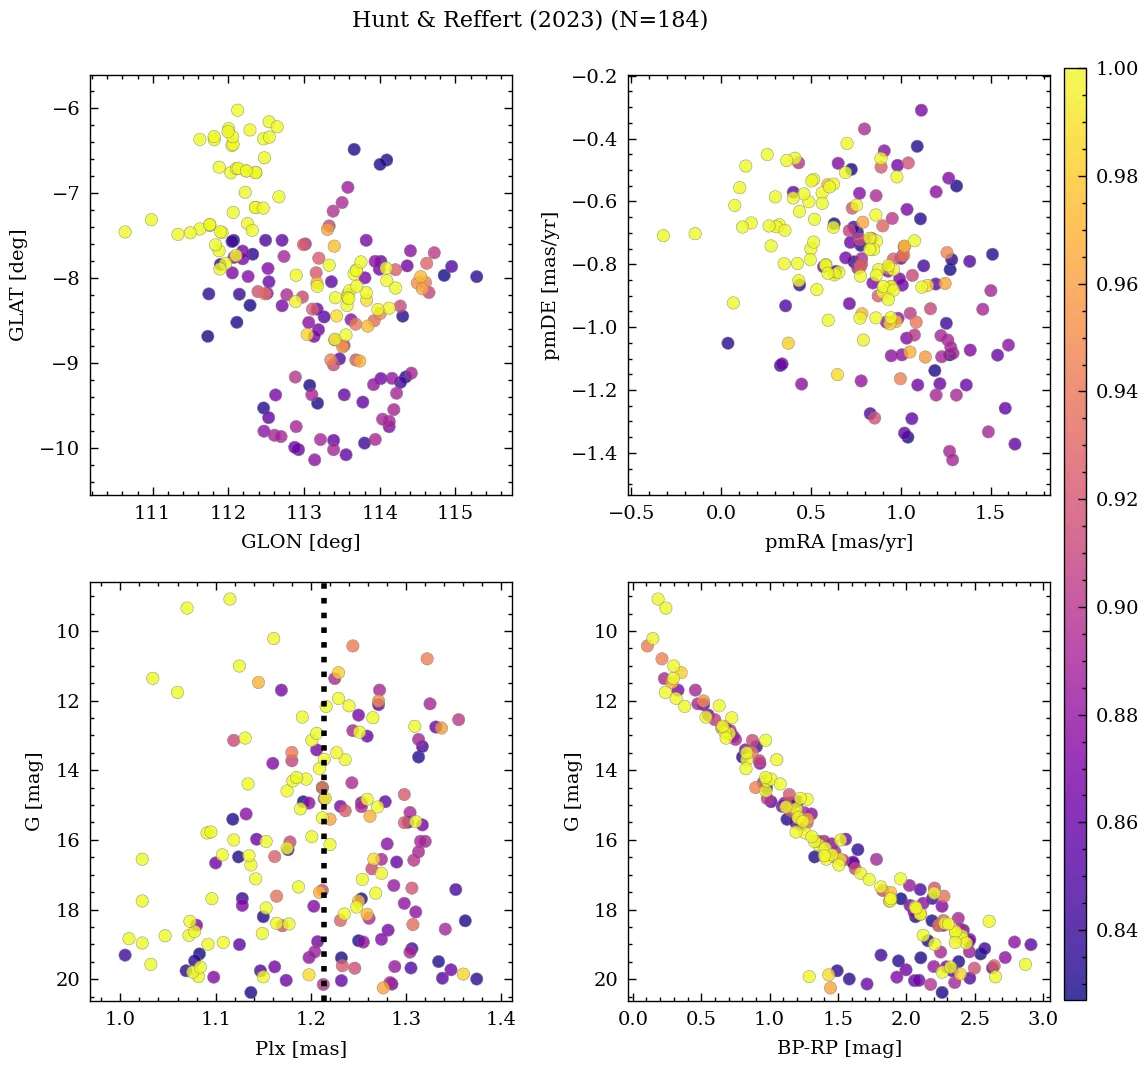 Hunt & Reffert (2023) (N=184)
−6
−7
−8
−9
−10
GLAT [deg]
111 112 113 114 115
GLON [deg]
−0.2
−0.4
−0.6
−0.8
−1.0
−1.2
−1.4
pmDE [mas/yr]
−0.5 0.0 0.5 1.0 1.5
pmRA [mas/yr]
10
12
14
16
18
20
G [mag]
1.0 1.1 1.2 1.3 1.4
Plx [mas]
10
12
14
16
18
20
G [mag]
0.0 0.5 1.0 1.5 2.0 2.5 3.0
BP-RP [mag]
1.00
0.98
0.96
0.94
0.92
0.90
0.88
0.86
0.84